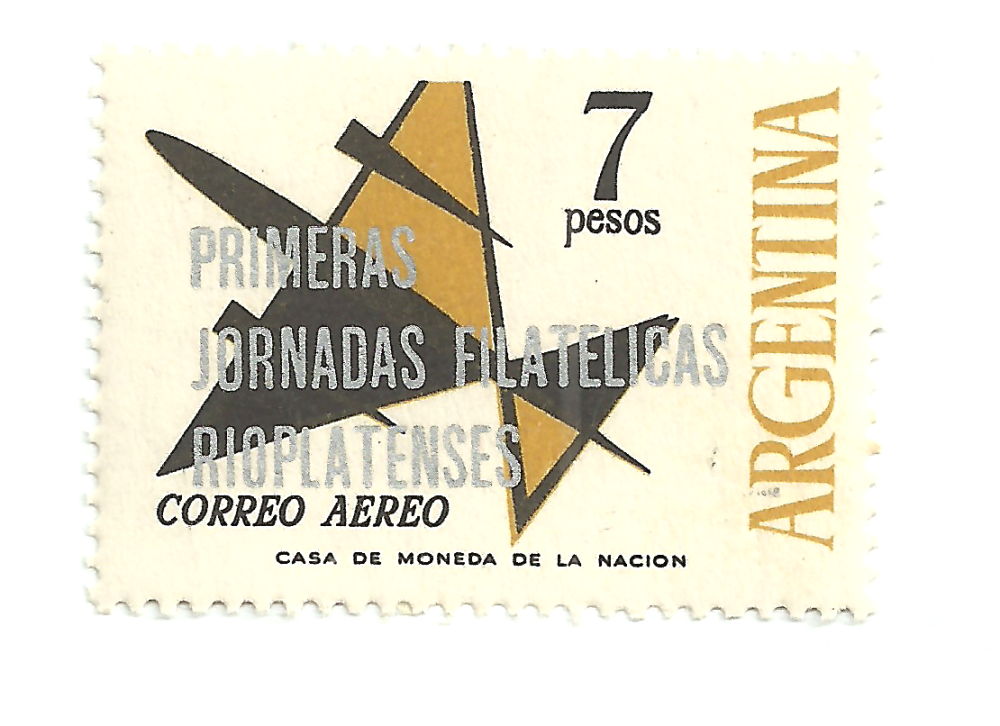 7
pesos
ARGENTINA
PRIMERAS
JORNADAS FILATELICAS
RIOPLATENSES
CORREO AEREO
CASA DE MONEDA DE LA NACION